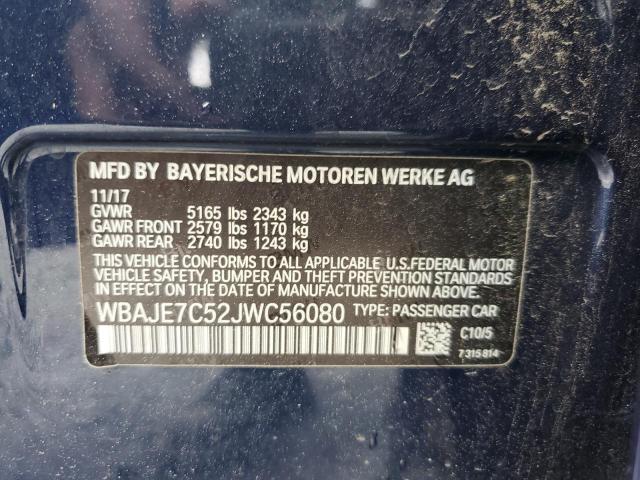 MFD BY BAYERISCHE MOTOREN WERKE AG
11/17
GVWR 5165 lbs 2343 kg
GAWR FRONT 2579 lbs 1170 kg
GAWR REAR 2740 lbs 1243 kg
THIS VEHICLE CONFORMS TO ALL APPLICABLE U.S.FEDERAL MOTOR
VEHICLE SAFETY, BUMPER AND THEFT PREVENTION STANDARDS
IN EFFECT ON THE DATE OF MANUFACTURE SHOWN ABOVE.
WBAJE7C52JWC56080 TYPE: PASSENGER CAR
C10/5
7315814